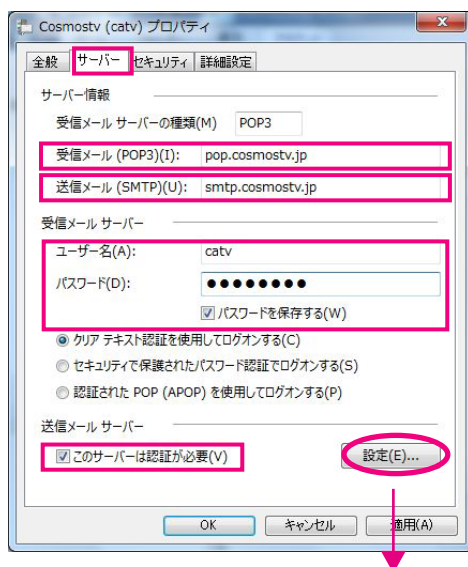 Cosmostv (catv) プロパティ
全般 サーバー セキュリティ 詳細設定
サーバー情報
受信メール サーバーの種類(M) POP3
受信メール (POP3)(I): pop.cosmostv.jp
送信メール (SMTP)(U): smtp.cosmostv.jp
受信メール サーバー
ユーザー名(A): catv
パスワード(D): ●●●●●●●●
パスワードを保存する(W)
クリア テキスト認証を使用してログオンする(C)
セキュリティで保護されたパスワード認証でログオンする(S)
認証された POP (APOP) を使用してログオンする(P)
送信メール サーバー
このサーバーは認証が必要(V) 設定(E)...
OK キャンセル 適用(A)